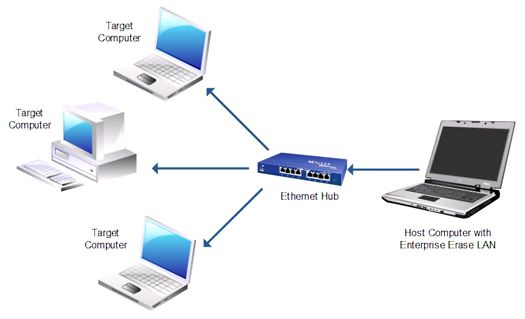 Target
Computer
Target
Computer
Ethernet Hub
Target
Computer
Host Computer with
Enterprise Erase LAN